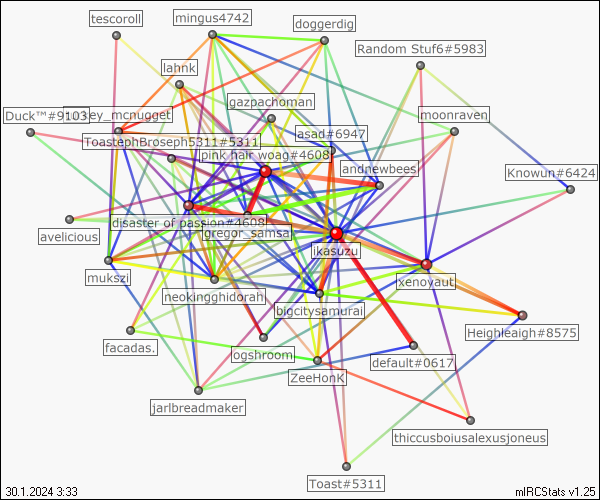 tescoroll
mingus4742
doggerdig
Random Stuf6#5983
lahnk
gazpachoman
Duck™#9103
ey_mcnugget
moonraven
asad#6947
ToastephBroseph5311#5311
pink hair woag#4608
andnewbees
Knowun#6424
disaster of passion#4608
gregor_samsa
avelicious
ikasuzu
mukszi
xenoyaut
neokingghidorah
bigcitysamurai
Heighleaigh#8575
facadas.
ogshroom
default#0617
ZeeHonK
jarlbreadmaker
thiccusboiusalexusjoneus
Toast#5311
30.1.2024 3:33
mIRCStats v1.25